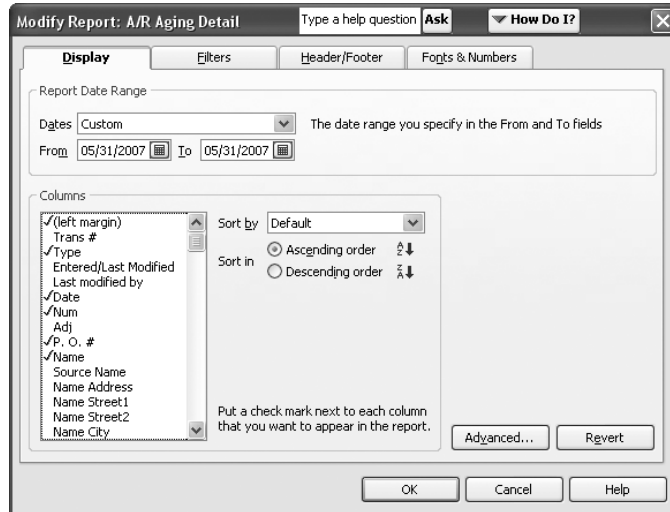 Modify Report: A/R Aging Detail
Type a help question Ask
How Do I?
Display
Filters
Header/Footer
Fonts & Numbers
Report Date Range
Dates Custom
The date range you specify in the From and To fields
From 05/31/2007 To 05/31/2007
Columns
(left margin)
Trans #
Type
Entered/Last Modified
Last modified by
Date
Num
Adj
P. O. #
Name
Source Name
Name Address
Name Street1
Name Street2
Name City
Sort by Default
Sort in
Ascending order
Descending order
Put a check mark next to each column
that you want to appear in the report.
Advanced...
Revert
OK
Cancel
Help